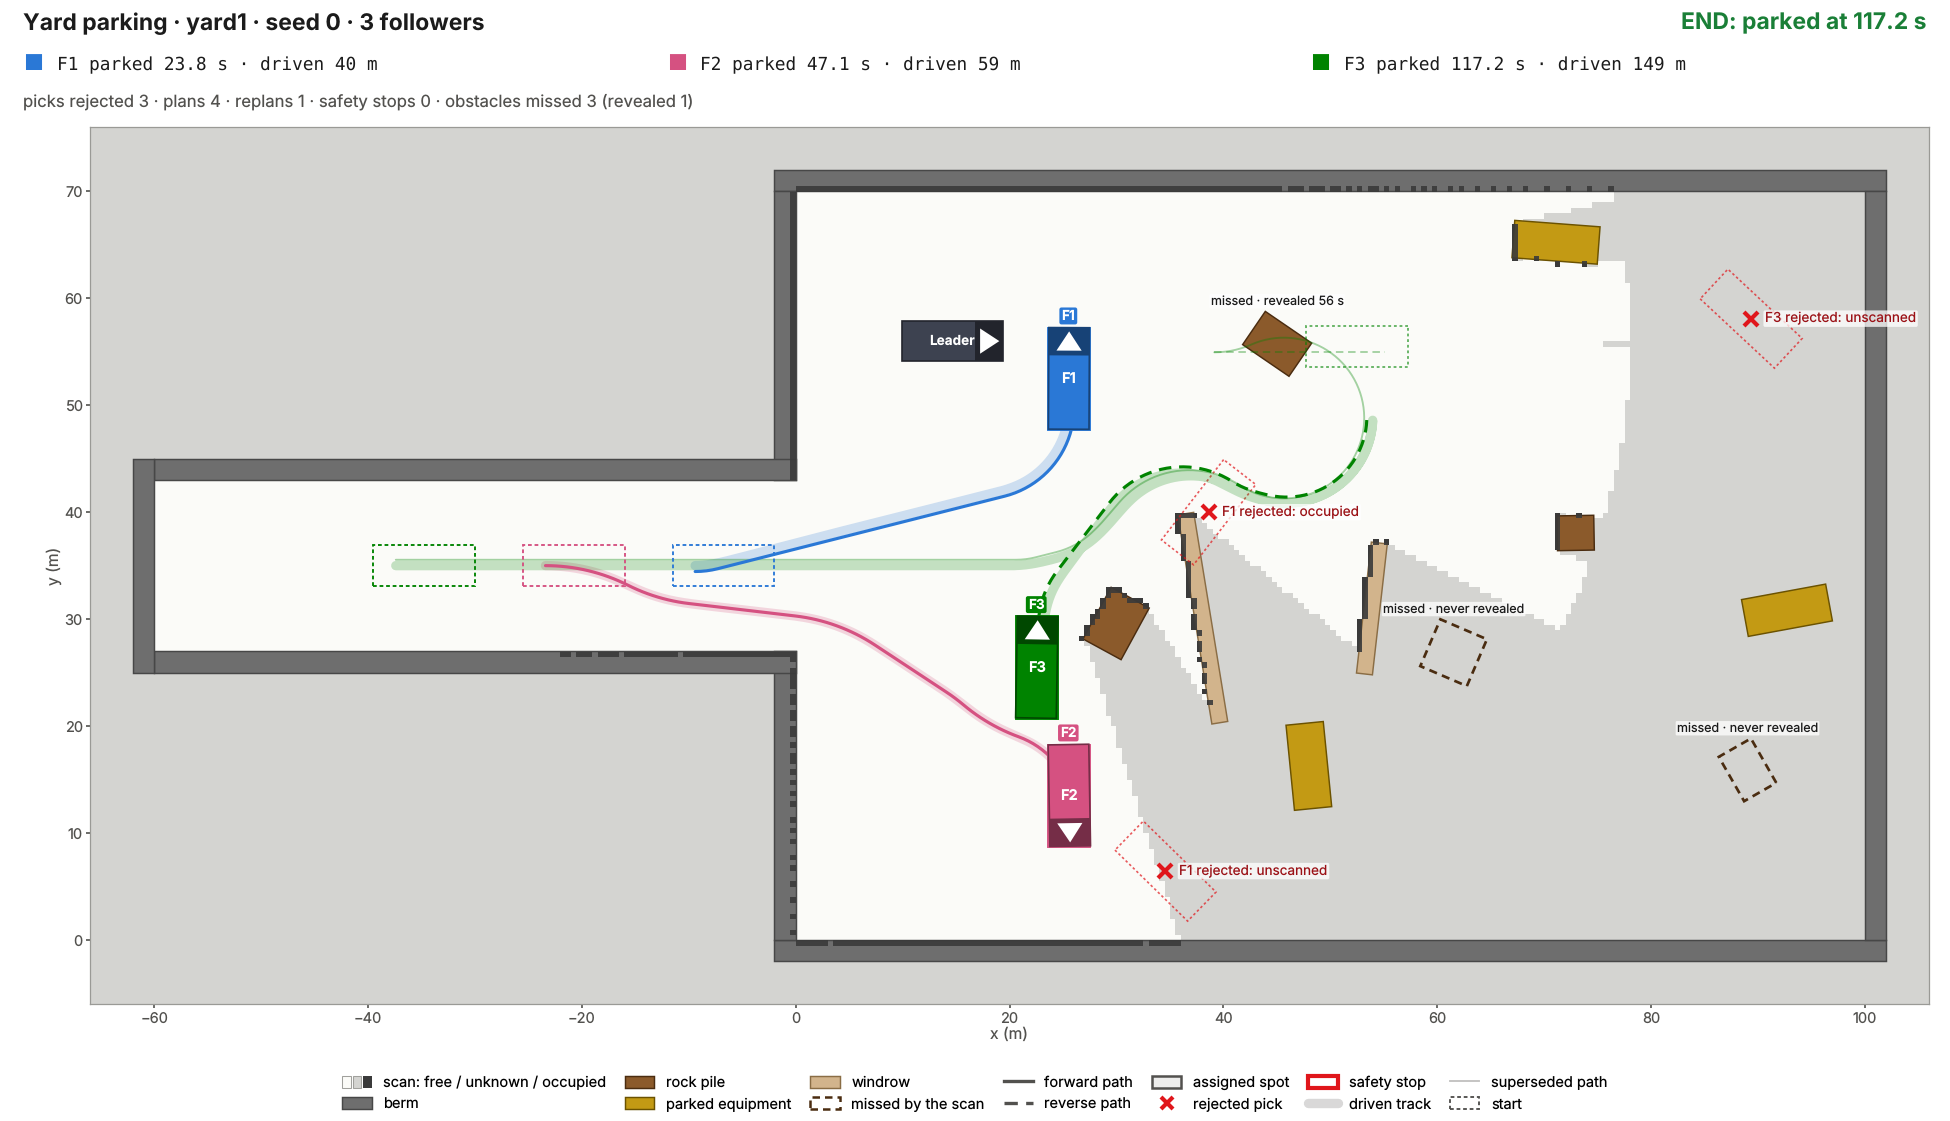 Yard parking · yard1 · seed 0 · 3 followers
END: parked at 117.2 s
F1 parked 23.8 s · driven 40 m
F2 parked 47.1 s · driven 59 m
F3 parked 117.2 s · driven 149 m
picks rejected 3 · plans 4 · replans 1 · safety stops 0 · obstacles missed 3 (revealed 1)
70
60
50
40
30
20
10
0
y (m)
missed · revealed 56 s
F1
F3 rejected: unscanned
Leader
F1
F1 rejected: occupied
F3
missed · never revealed
F3
F2
missed · never revealed
F2
F1 rejected: unscanned
−60
−40
−20
0
20
40
60
80
100
x (m)
scan: free / unknown / occupied
rock pile
windrow
forward path
assigned spot
safety stop
superseded path
berm
parked equipment
missed by the scan
reverse path
rejected pick
driven track
start